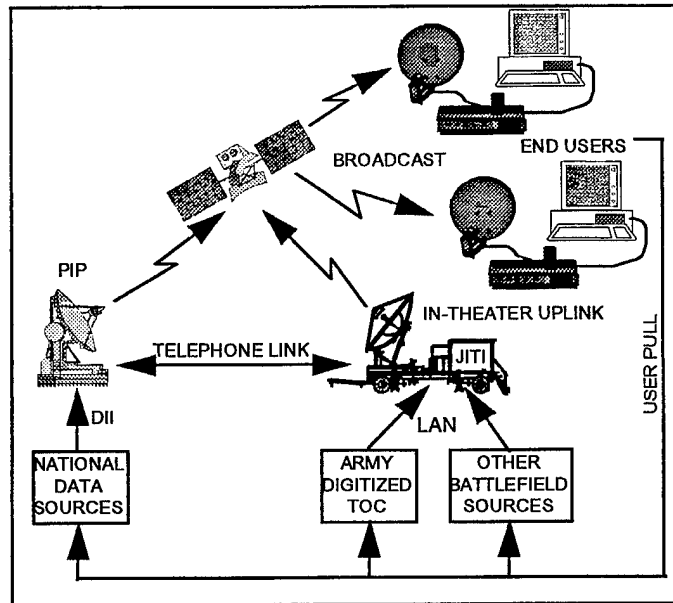 END USERS
BROADCAST
PIP
IN-THEATER UPLINK
TELEPHONE LINK
JITI
USER PULL
DII
LAN
NATIONAL
DATA
SOURCES
ARMY
DIGITIZED
TOC
OTHER
BATTLEFIELD
SOURCES